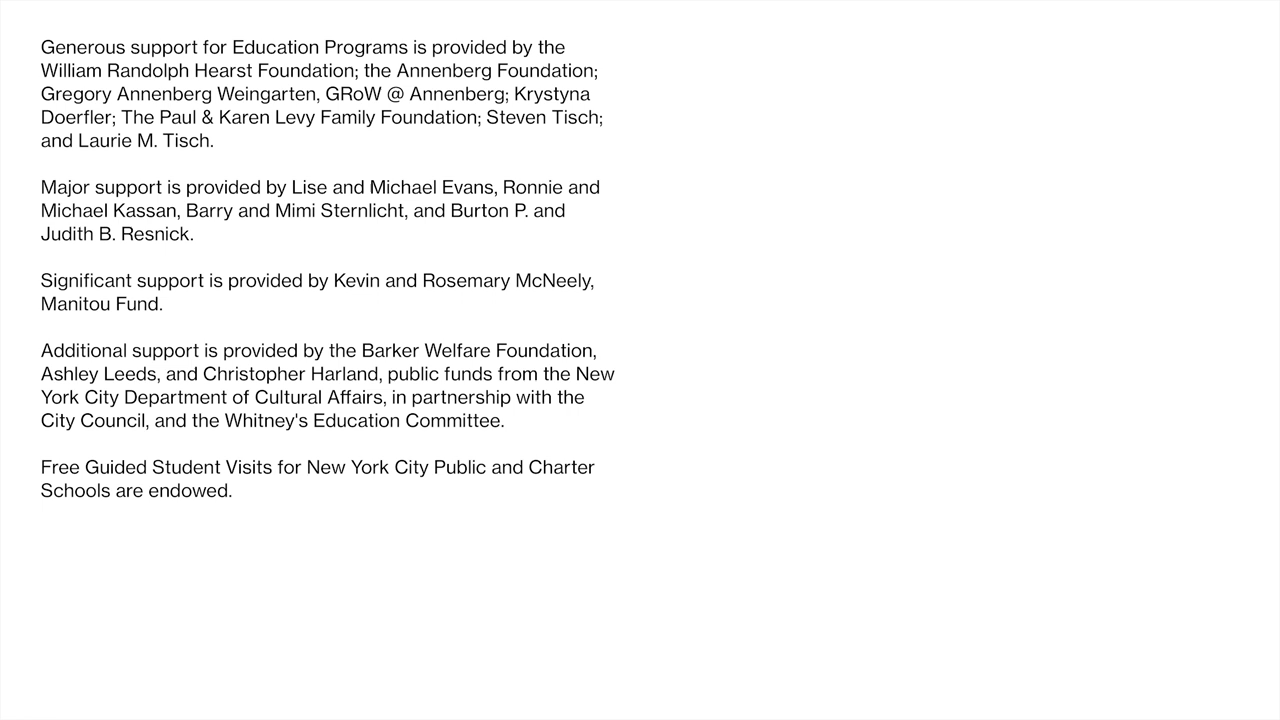 Generous support for Education Programs is provided by the
William Randolph Hearst Foundation; the Annenberg Foundation;
Gregory Annenberg Weingarten, GRoW @ Annenberg; Krystyna
Doerfler; The Paul & Karen Levy Family Foundation; Steven Tisch;
and Laurie M. Tisch.
Major support is provided by Lise and Michael Evans, Ronnie and
Michael Kassan, Barry and Mimi Sternlicht, and Burton P. and
Judith B. Resnick.
Significant support is provided by Kevin and Rosemary McNeely,
Manitou Fund.
Additional support is provided by the Barker Welfare Foundation,
Ashley Leeds, and Christopher Harland, public funds from the New
York City Department of Cultural Affairs, in partnership with the
City Council, and the Whitney's Education Committee.
Free Guided Student Visits for New York City Public and Charter
Schools are endowed.